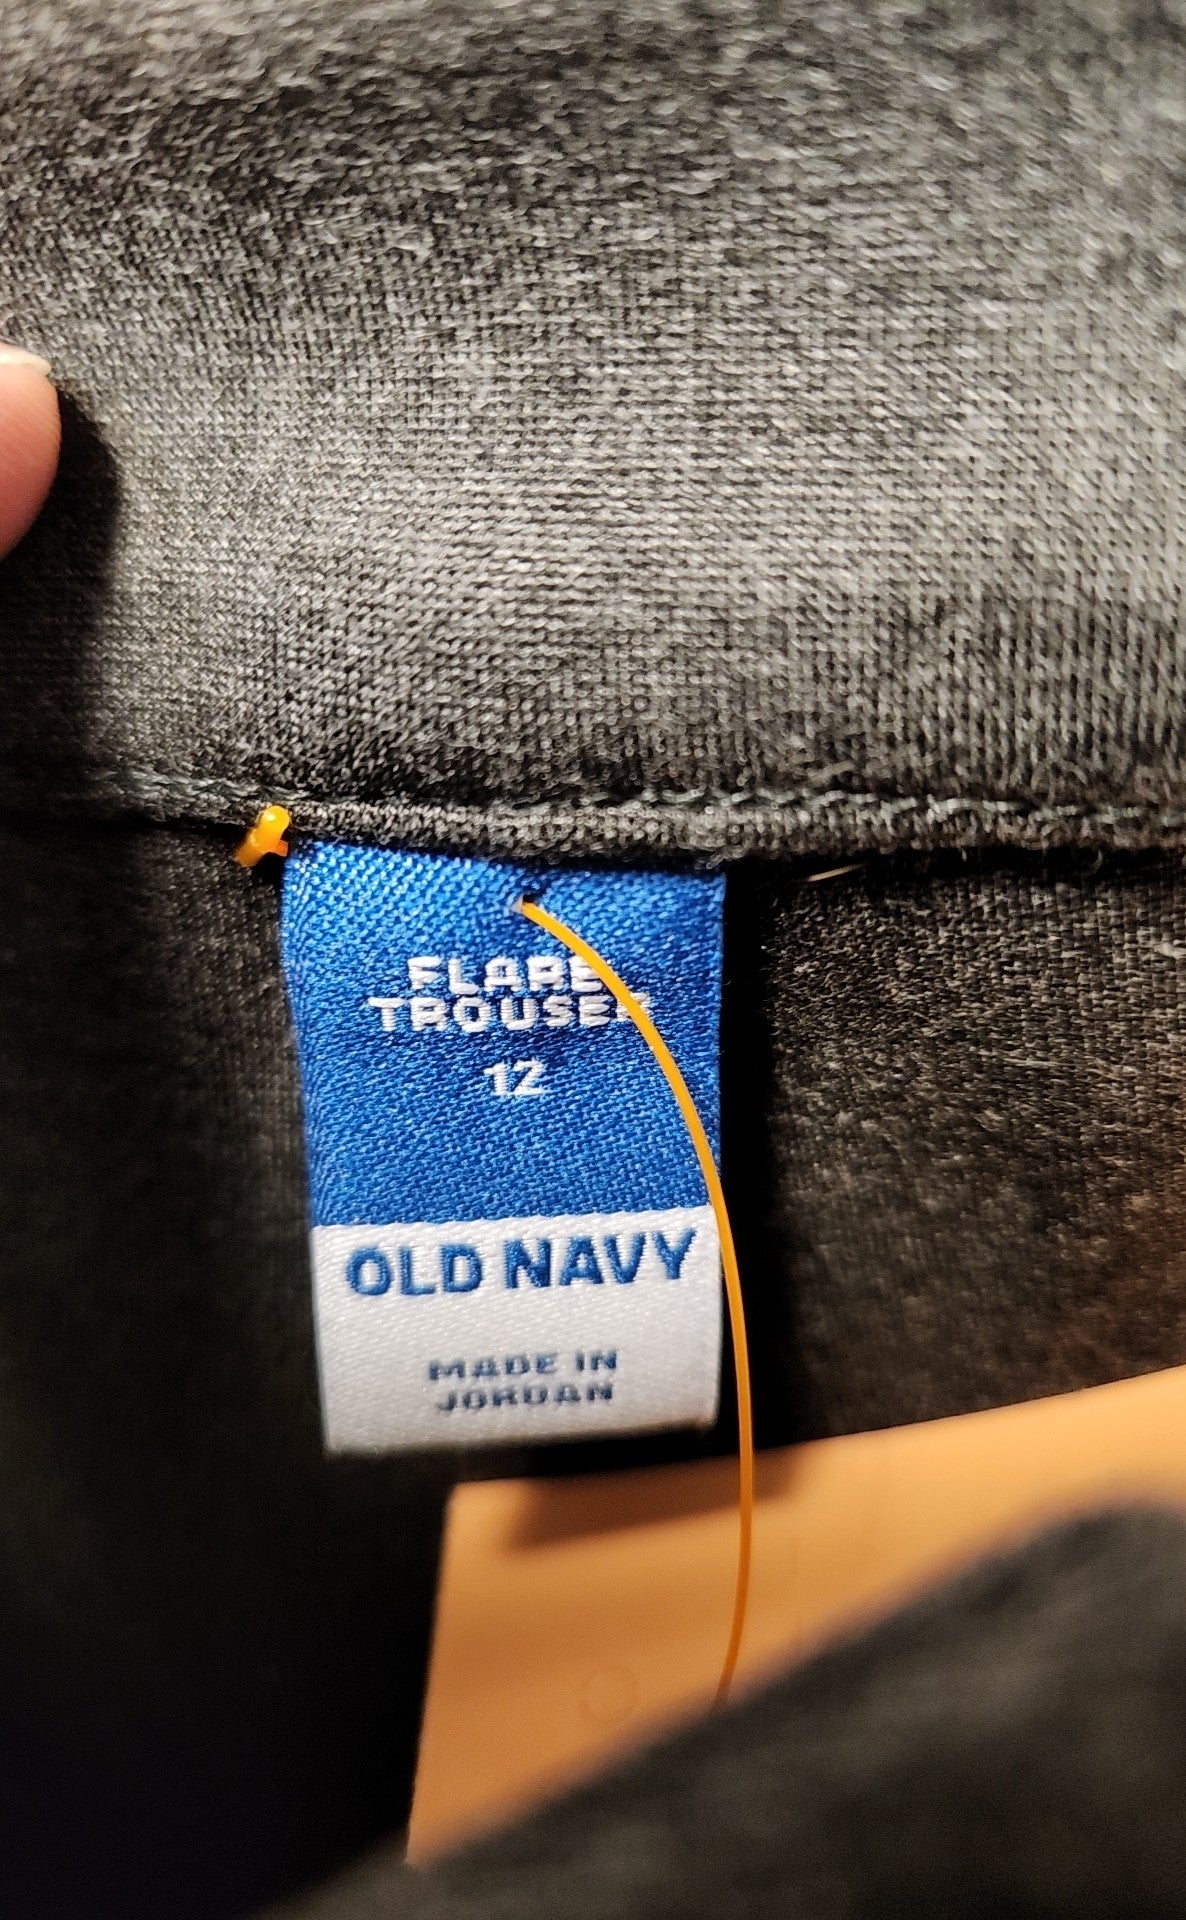 FLARE
TROUSER
12
OLD NAVY
MADE IN
JORDAN